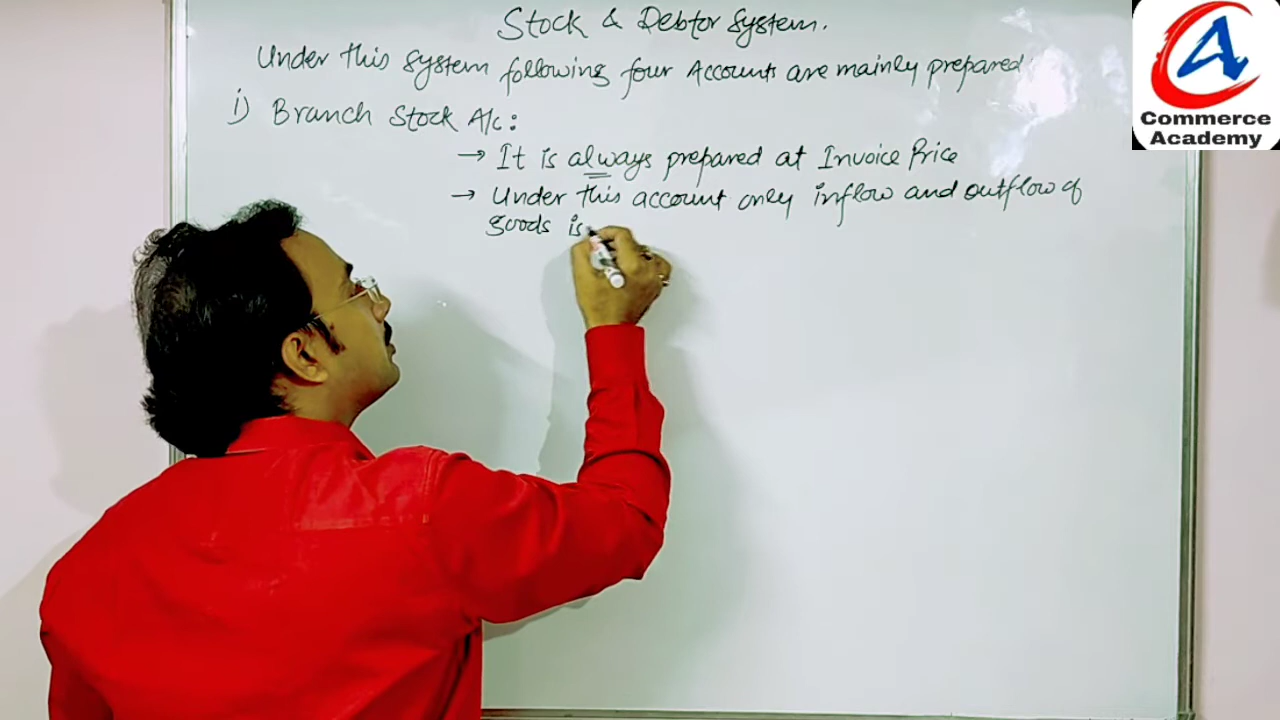 Stock & Debtor System.
Under this system following four Accounts are mainly prepared
i) Branch Stock A/c:
→ It is always prepared at Invoice Price
→ Under this account only inflow and outflow of
goods is
CA
Commerce
Academy